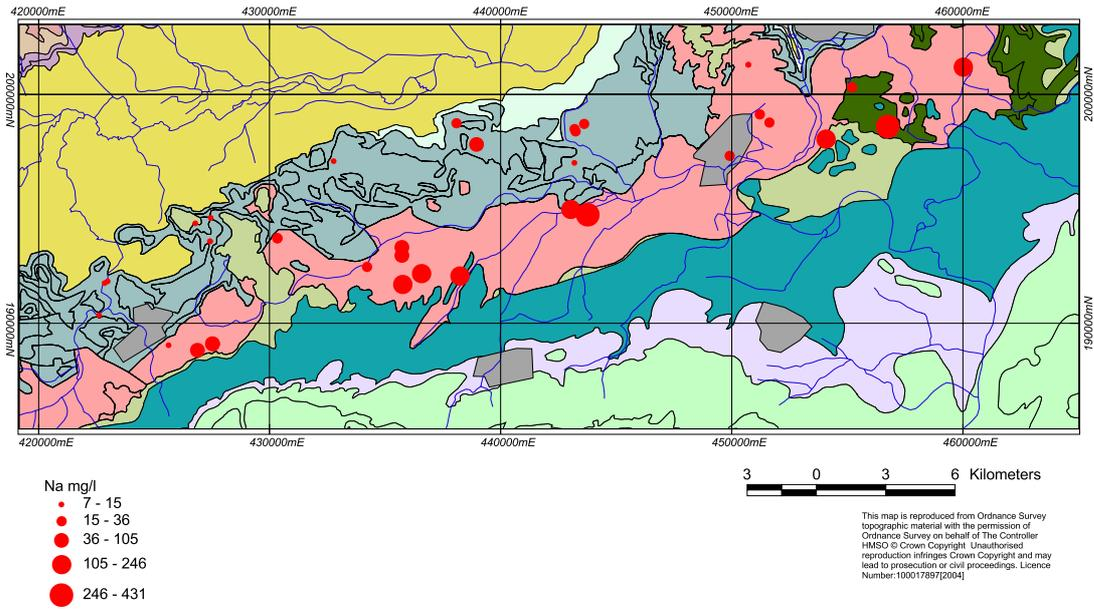 420000mE 430000mE 440000mE 450000mE 460000mE
200000mN
200000mN
190000mN
190000mN
420000mE 430000mE 440000mE 450000mE 460000mE
3 0 3 6 Kilometers
Na mg/l
7 - 15
15 - 36
36 - 105
105 - 246
246 - 431
This map is reproduced from Ordnance Survey
topographic material with the permission of
Ordnance Survey on behalf of The Controller
HMSO © Crown Copyright Unauthorised
reproduction infringes Crown Copyright and may
lead to prosecution or civil proceedings. Licence
Number:100017897[2004]